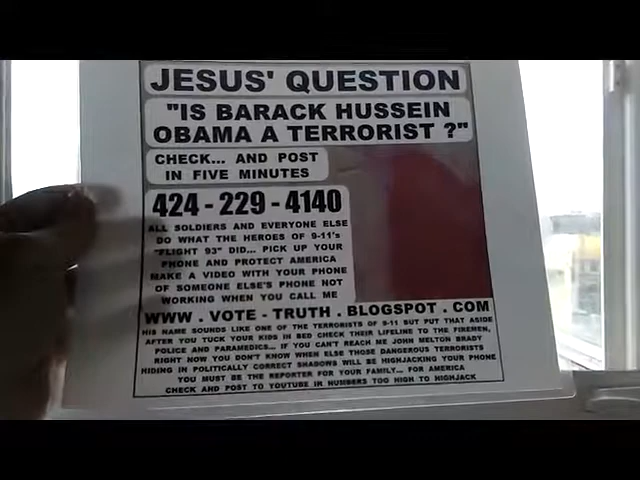 JESUS' QUESTION
"IS BARACK HUSSEIN
OBAMA A TERRORIST ?"
CHECK... AND POST
IN FIVE MINUTES
424 - 229 - 4140
ALL SOLDIERS AND EVERYONE ELSE
DO WHAT THE HEROES OF 9-11's
"FLIGHT 93" DID... PICK UP YOUR
PHONE AND PROTECT AMERICA
MAKE A VIDEO WITH YOUR PHONE
OF SOMEONE ELSE'S PHONE NOT
WORKING WHEN YOU CALL ME
WWW . VOTE - TRUTH . BLOGSPOT . COM
HIS NAME SOUNDS LIKE ONE OF THE TERRORISTS OF 9-11 BUT PUT THAT ASIDE
AFTER YOU TUCK YOUR KIDS IN BED CHECK THEIR LIFELINE TO THE FIREMEN,
POLICE AND PARAMEDICS... IF YOU CAN'T REACH ME JOHN MELTON BRADY
RIGHT NOW YOU DON'T KNOW WHEN ELSE THOSE DANGEROUS TERRORISTS
HIDING IN POLITICALLY CORRECT SHADOWS WILL BE HIGHJACKING YOUR PHONE
YOU MUST BE THE REPORTER FOR YOUR FAMILY... FOR AMERICA
CHECK AND POST TO YOUTUBE IN NUMBERS TOO HIGH TO HIGHJACK